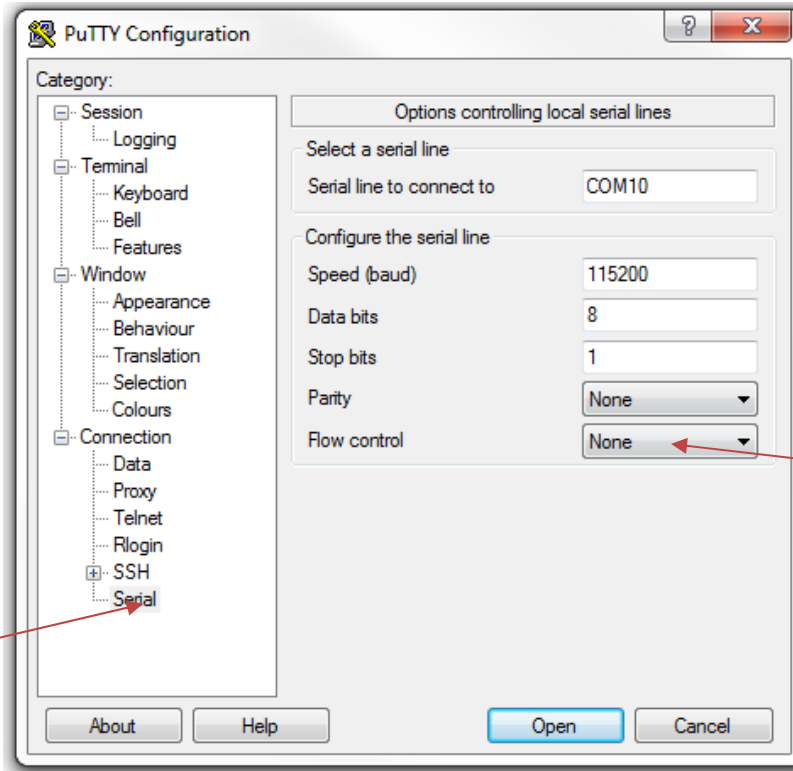 PuTTY Configuration
Category:
Session
Logging
Terminal
Keyboard
Bell
Features
Window
Appearance
Behaviour
Translation
Selection
Colours
Connection
Data
Proxy
Telnet
Rlogin
SSH
Serial
Options controlling local serial lines
Select a serial line
Serial line to connect to COM10
Configure the serial line
Speed (baud) 115200
Data bits 8
Stop bits 1
Parity None
Flow control None
About Help Open Cancel